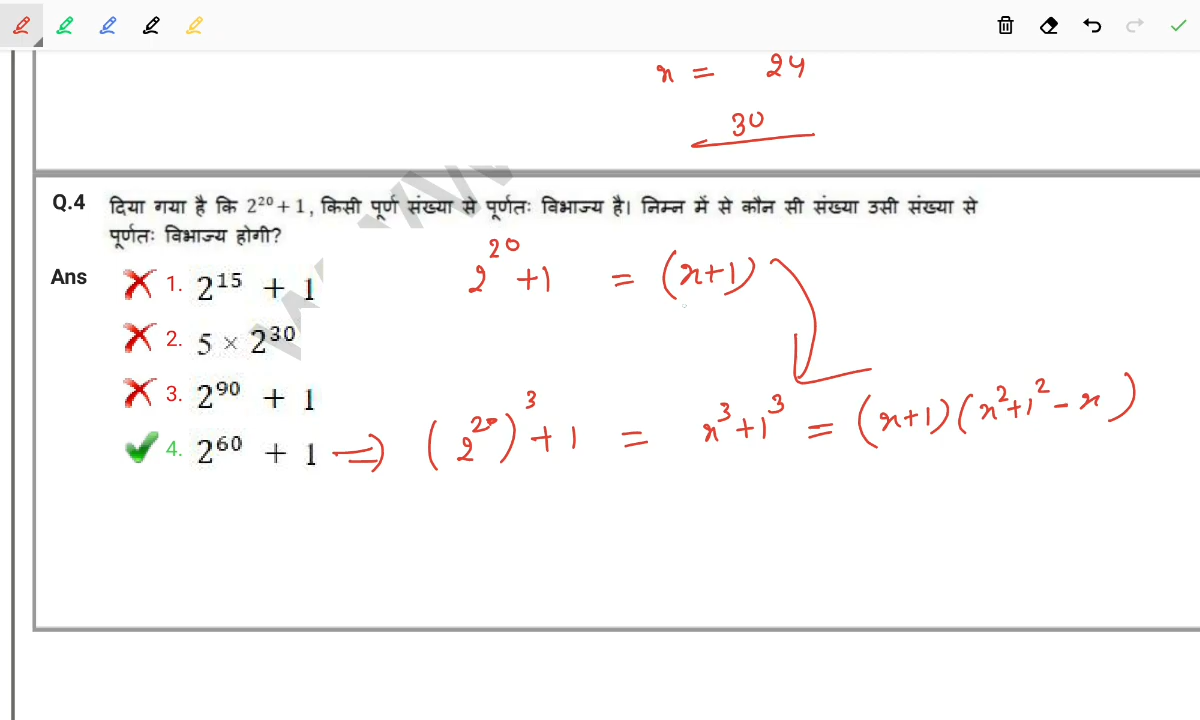 x = 24
30
Q.4 दिया गया है कि 2²⁰ + 1, किसी पूर्ण संख्या से पूर्णतः विभाज्य है। निम्न में से कौन सी संख्या उसी संख्या से
पूर्णतः विभाज्य होगी?
2²⁰ + 1 = (x+1)
Ans 1. 2¹⁵ + 1
2. 5 × 2³⁰
3. 2⁹⁰ + 1
4. 2⁶⁰ + 1 ⇒ (2²⁰)³ + 1 = x³ + 1³ = (x+1)(x² + 1² - x)